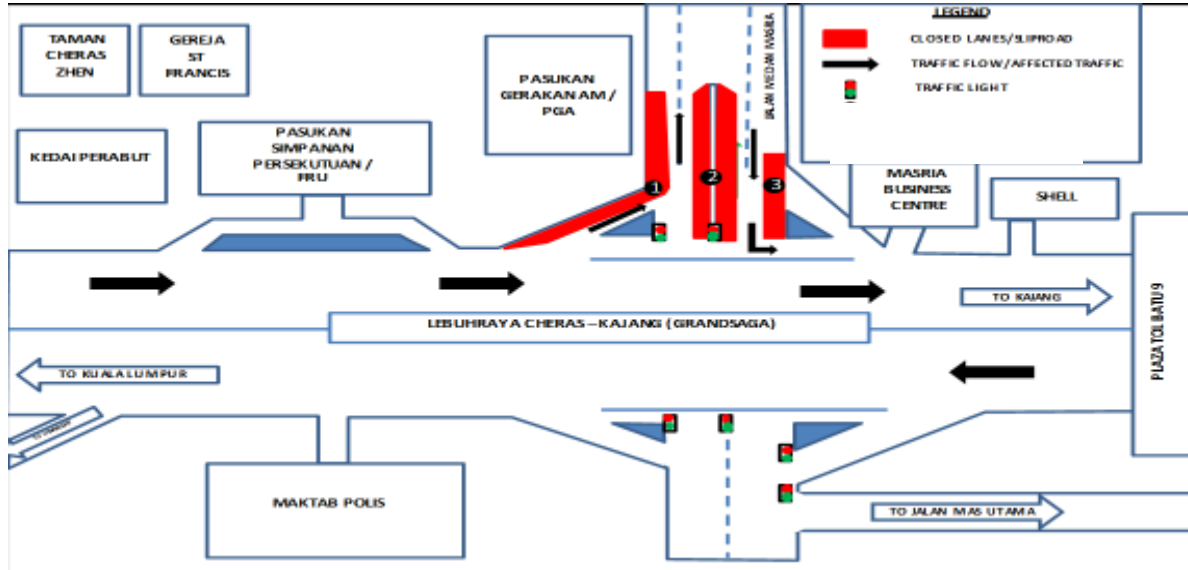 TAMAN
CHERAS
ZHEN
GEREJA
ST
FRANCIS
PASUKAN
GERAKAN AM /
PGA
JALAN MEDAN MASRIA
LEGEND
CLOSED LANES/SLIPROAD
TRAFFIC FLOW / AFFECTED TRAFFIC
TRAFFIC LIGHT
KEDAI PERABUT
PASUKAN
SIMPANAN
PERSEKUTUAN /
FRU
1
2
3
MASRIA
BUSINESS
CENTRE
SHELL
TO KAJANG
PLAZA TOL BATU 9
LEBUHRAYA CHERAS – KAJANG (GRANDSAGA)
TO KUALA LUMPUR
MAKTAB POLIS
TO JALAN MAS UTAMA